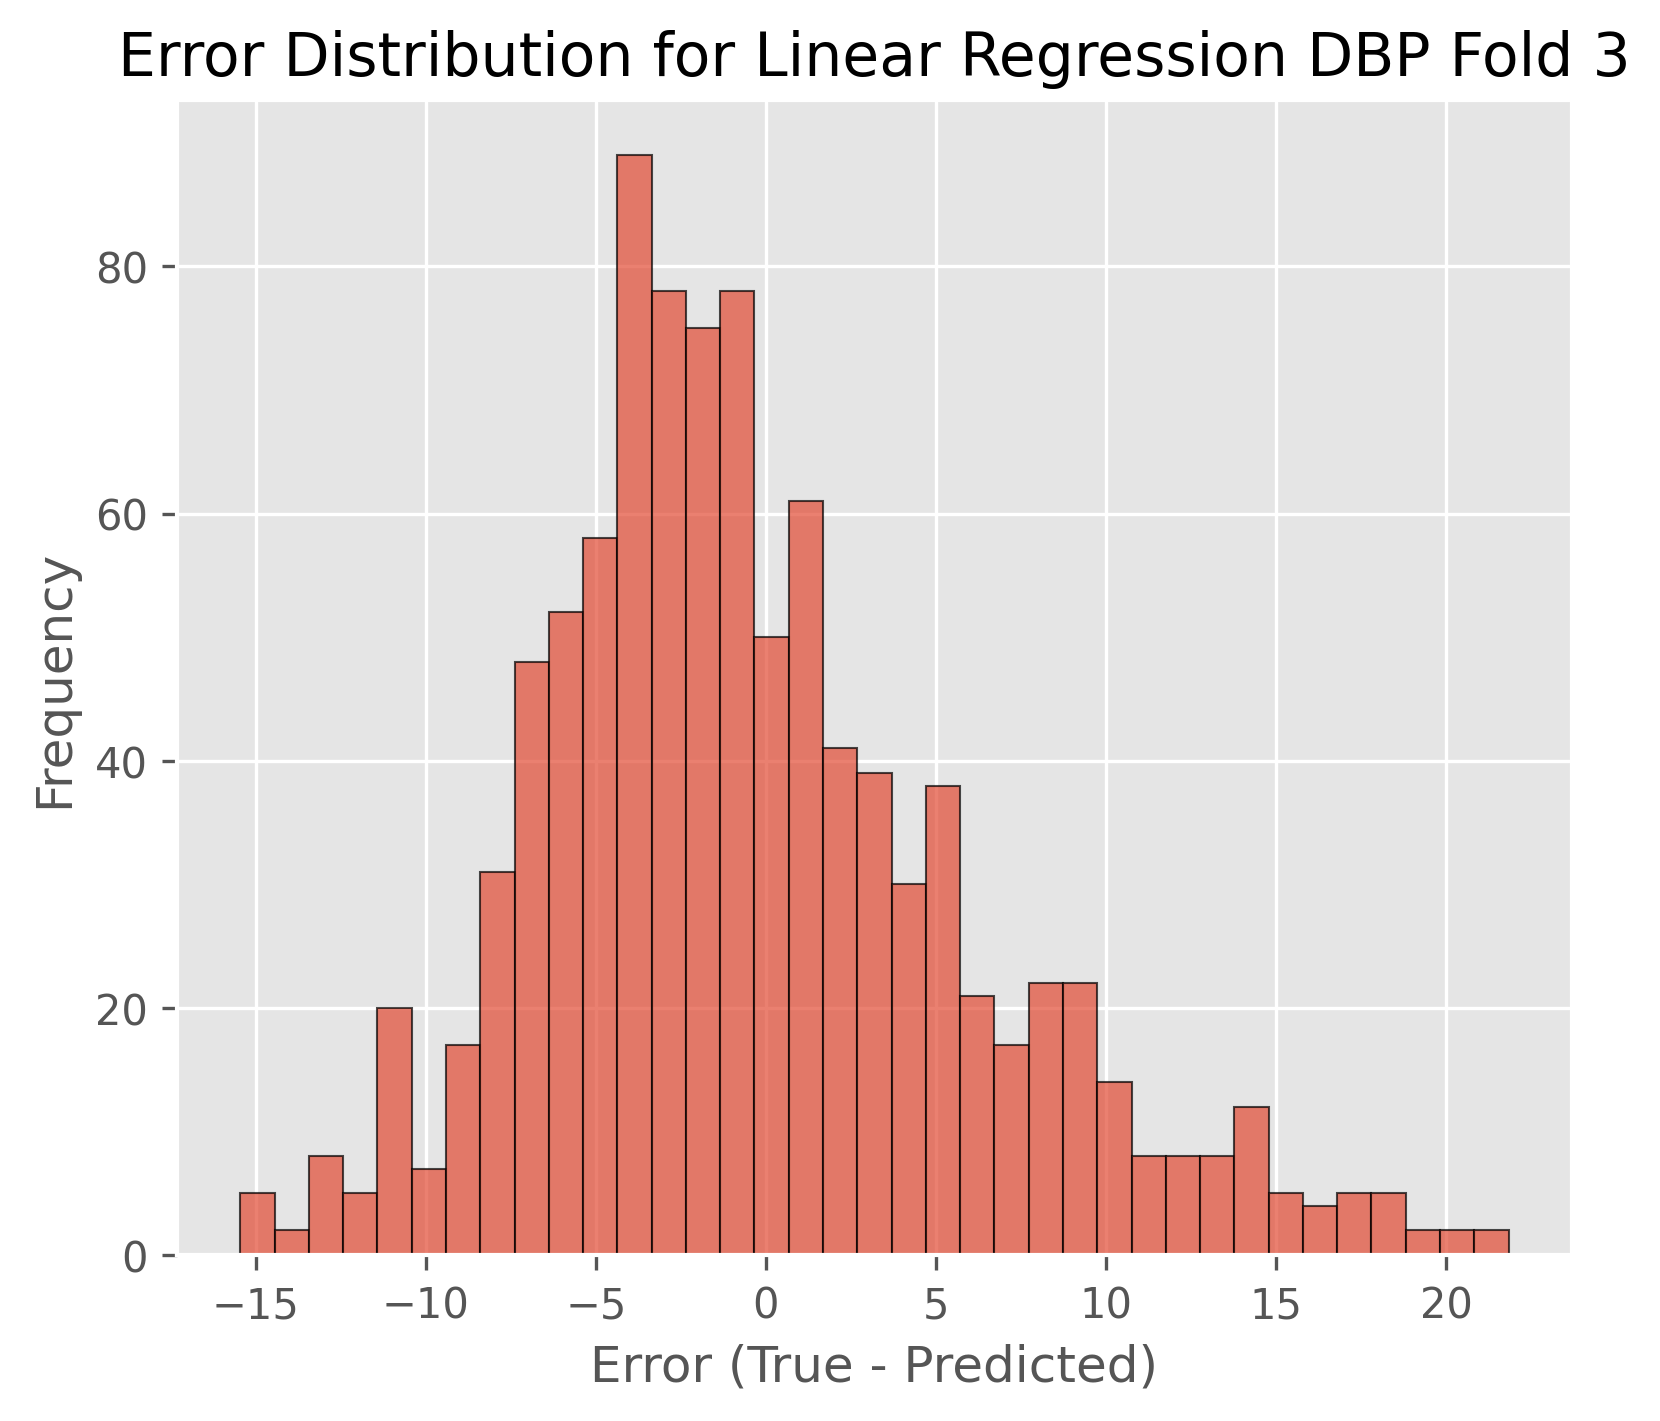 Error Distribution for Linear Regression DBP Fold 3
Frequency
80
60
40
20
0
−15 −10 −5 0 5 10 15 20
Error (True - Predicted)